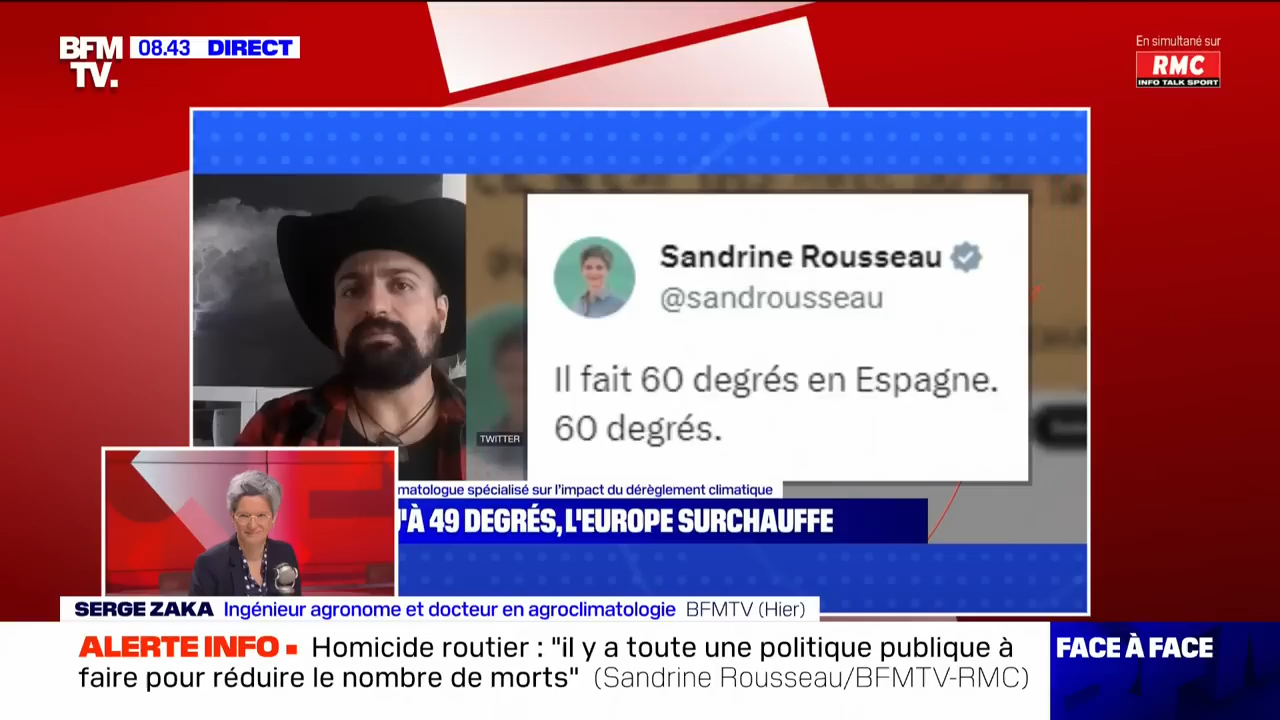 BFM
TV.
08.43 DIRECT
En simultané sur
RMC
INFO TALK SPORT
Sandrine Rousseau
@sandrousseau
Il fait 60 degrés en Espagne.
60 degrés.
TWITTER
matologue spécialisé sur l'impact du dérèglement climatique
'À 49 DEGRÉS, L'EUROPE SURCHAUFFE
SERGE ZAKA Ingénieur agronome et docteur en agroclimatologie BFMTV (Hier)
ALERTE INFO ▪ Homicide routier : "il y a toute une politique publique à
faire pour réduire le nombre de morts" (Sandrine Rousseau/BFMTV-RMC)
FACE À FACE